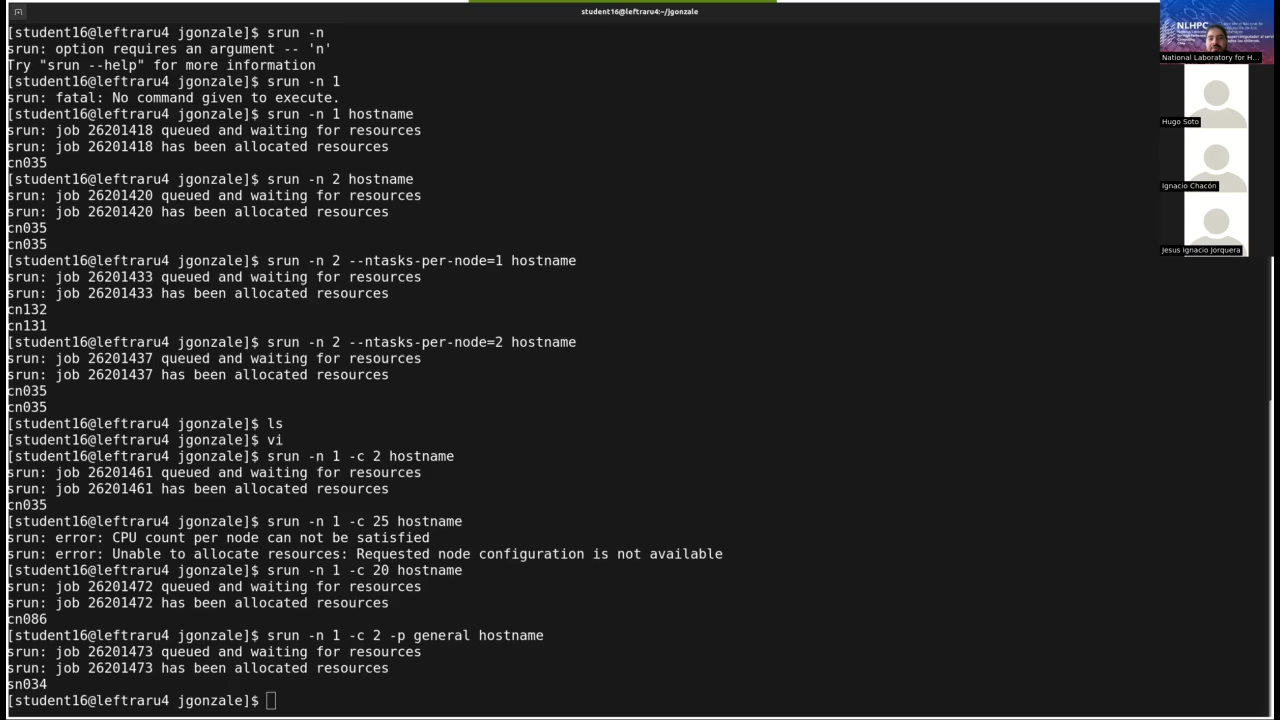 student16@leftraru4:~/jgonzale
[student16@leftraru4 jgonzale]$ srun -n
srun: option requires an argument -- 'n'
Try "srun --help" for more information
[student16@leftraru4 jgonzale]$ srun -n 1
srun: fatal: No command given to execute.
[student16@leftraru4 jgonzale]$ srun -n 1 hostname
srun: job 26201418 queued and waiting for resources
srun: job 26201418 has been allocated resources
cn035
[student16@leftraru4 jgonzale]$ srun -n 2 hostname
srun: job 26201420 queued and waiting for resources
srun: job 26201420 has been allocated resources
cn035
cn035
[student16@leftraru4 jgonzale]$ srun -n 2 --ntasks-per-node=1 hostname
srun: job 26201433 queued and waiting for resources
srun: job 26201433 has been allocated resources
cn132
cn131
[student16@leftraru4 jgonzale]$ srun -n 2 --ntasks-per-node=2 hostname
srun: job 26201437 queued and waiting for resources
srun: job 26201437 has been allocated resources
cn035
cn035
[student16@leftraru4 jgonzale]$ ls
[student16@leftraru4 jgonzale]$ vi
[student16@leftraru4 jgonzale]$ srun -n 1 -c 2 hostname
srun: job 26201461 queued and waiting for resources
srun: job 26201461 has been allocated resources
cn035
[student16@leftraru4 jgonzale]$ srun -n 1 -c 25 hostname
srun: error: CPU count per node can not be satisfied
srun: error: Unable to allocate resources: Requested node configuration is not available
[student16@leftraru4 jgonzale]$ srun -n 1 -c 20 hostname
srun: job 26201472 queued and waiting for resources
srun: job 26201472 has been allocated resources
cn086
[student16@leftraru4 jgonzale]$ srun -n 1 -c 2 -p general hostname
srun: job 26201473 queued and waiting for resources
srun: job 26201473 has been allocated resources
sn034
[student16@leftraru4 jgonzale]$
NLHPC
National Laboratory for H...
Hugo Soto
Ignacio Chacón
Jesus Ignacio Jorquera